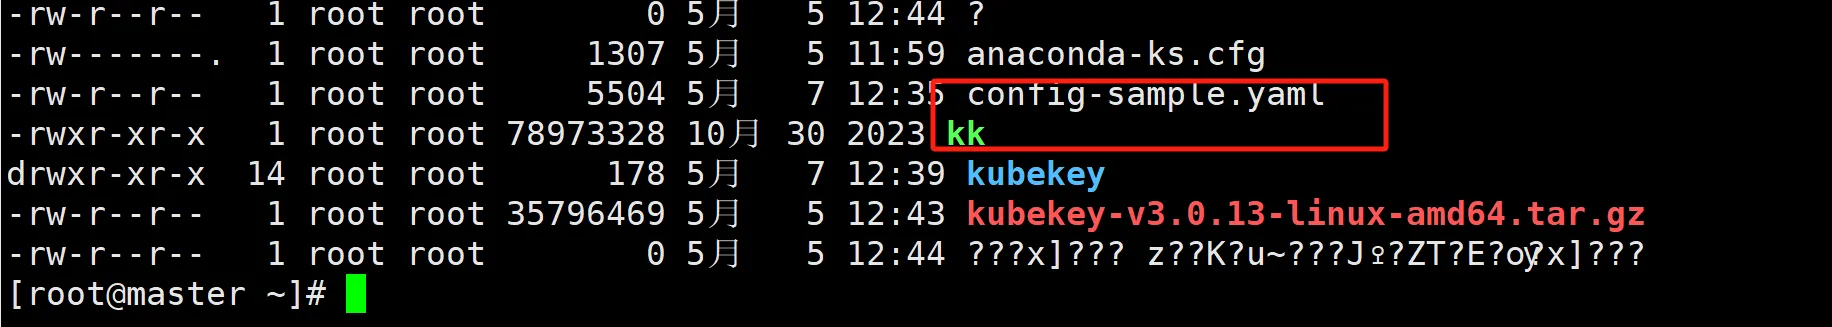 -rw-r--r--   1 root root        0 5月   5 12:44 ?
-rw-------.  1 root root     1307 5月   5 11:59 anaconda-ks.cfg
-rw-r--r--   1 root root     5504 5月   7 12:35 config-sample.yaml
-rwxr-xr-x   1 root root 78973328 10月 30 2023 kk
drwxr-xr-x  14 root root      178 5月   7 12:39 kubekey
-rw-r--r--   1 root root 35796469 5月   5 12:43 kubekey-v3.0.13-linux-amd64.tar.gz
-rw-r--r--   1 root root        0 5月   5 12:44
[root@master ~]#